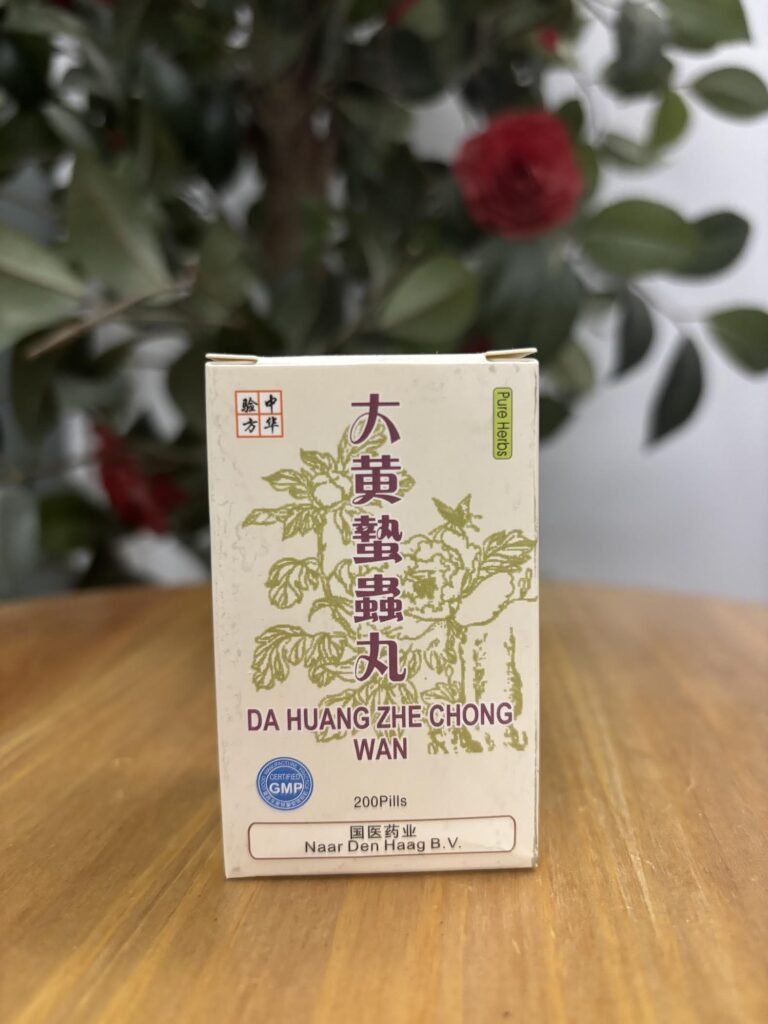 中华
验方
Pure Herbs
大黄蟄蟲丸
DA HUANG ZHE CHONG
WAN
CERTIFIED
GMP
200Pills
国医药业
Naar Den Haag B.V.